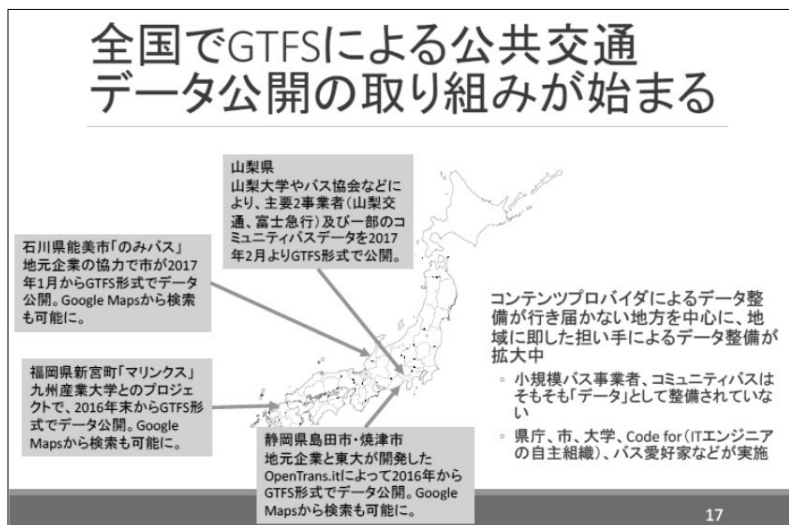 全国でGTFSによる公共交通
データ公開の取り組みが始まる
山梨県
山梨大学やバス協会などに
より、主要2事業者(山梨交
通、富士急行)及び一部のコ
ミュニティバスデータを2017
年2月よりGTFS形式で公開。
石川県能美市「のみバス」
地元企業の協力で市が2017
年1月からGTFS形式でデータ
公開。Google Mapsから検索
も可能に。
福岡県新宮町「マリンクス」
九州産業大学とのプロジェ
クトで、2016年末からGTFS形
式でデータ公開。Google
Mapsから検索も可能に。
静岡県島田市・焼津市
地元企業と東大が開発した
OpenTrans.itによって2016年から
GTFS形式でデータ公開。Google
Mapsから検索も可能に。
コンテンツプロバイダによるデータ整
備が行き届かない地方を中心に、地
域に即した担い手によるデータ整備が
拡大中
◦ 小規模バス事業者、コミュニティバスは
そもそも「データ」として整備されていな
い
◦ 県庁、市、大学、Code for(ITエンジニア
の自主組織)、バス愛好家などが実施
17